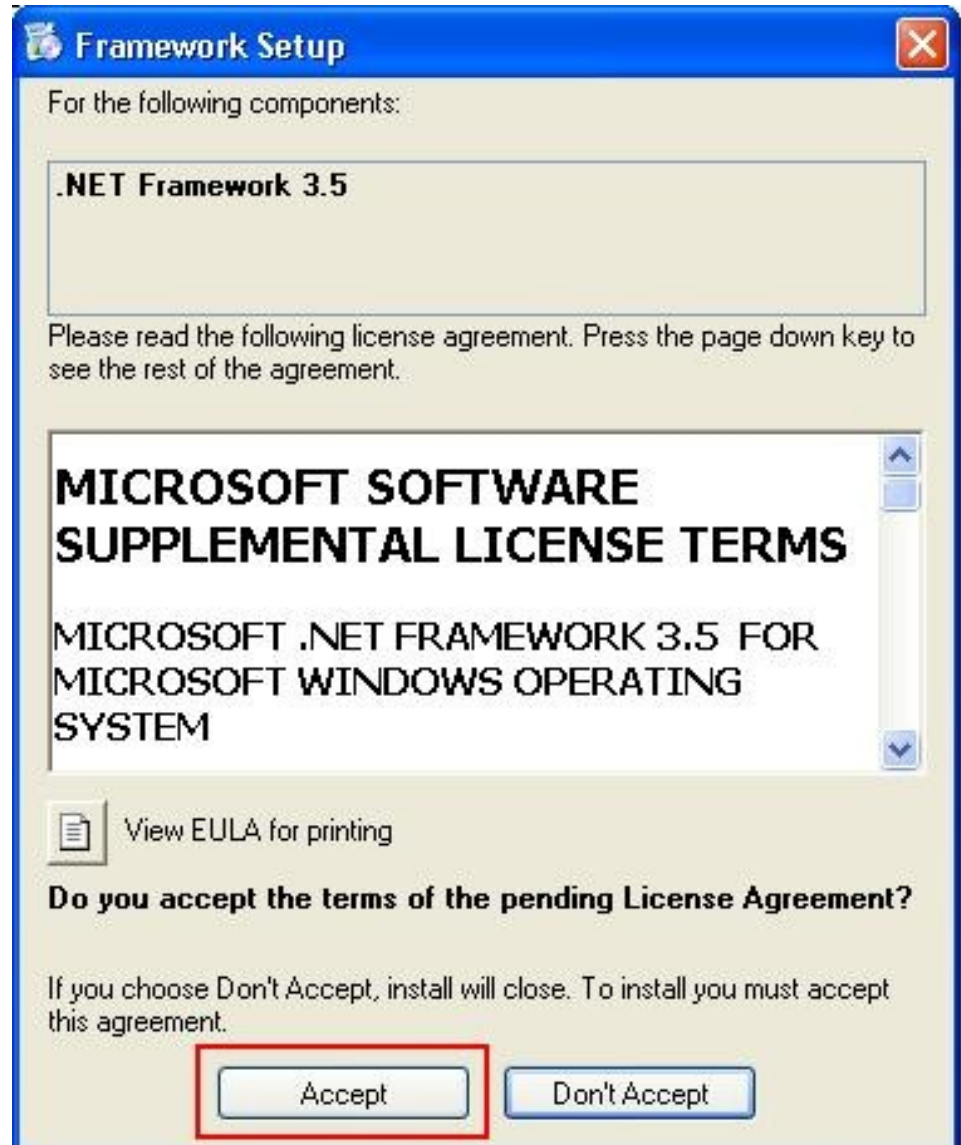 Framework Setup
For the following components:
.NET Framework 3.5
Please read the following license agreement. Press the page down key to
see the rest of the agreement.
MICROSOFT SOFTWARE
SUPPLEMENTAL LICENSE TERMS
MICROSOFT .NET FRAMEWORK 3.5 FOR
MICROSOFT WINDOWS OPERATING
SYSTEM
View EULA for printing
Do you accept the terms of the pending License Agreement?
If you choose Don't Accept, install will close. To install you must accept
this agreement.
Accept Don't Accept